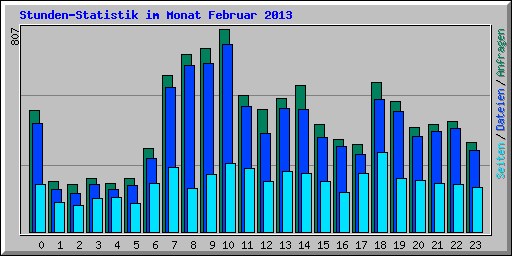 Stunden-Statistik im Monat Februar 2013
807
Seiten / Dateien / Anfragen
0 1 2 3 4 5 6 7 8 9 10 11 12 13 14 15 16 17 18 19 20 21 22 23